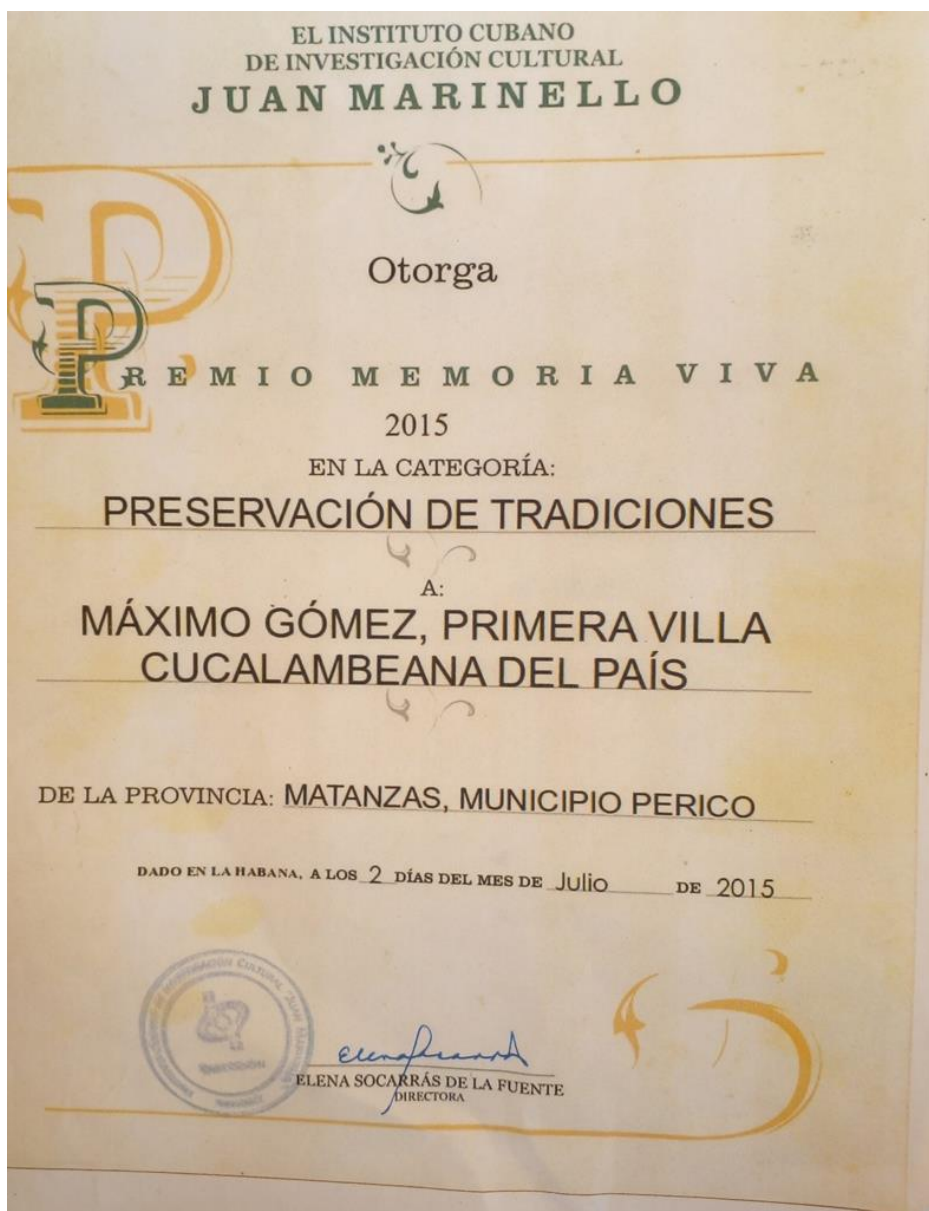 EL INSTITUTO CUBANO
DE INVESTIGACIÓN CULTURAL
JUAN MARINELLO
Otorga
PREMIO MEMORIA VIVA
2015
EN LA CATEGORÍA:
PRESERVACIÓN DE TRADICIONES
A:
MÁXIMO GÓMEZ, PRIMERA VILLA
CUCALAMBEANA DEL PAÍS
DE LA PROVINCIA: MATANZAS, MUNICIPIO PERICO
DADO EN LA HABANA, A LOS 2 DÍAS DEL MES DE Julio DE 2015
ELENA SOCARRÁS DE LA FUENTE
DIRECTORA